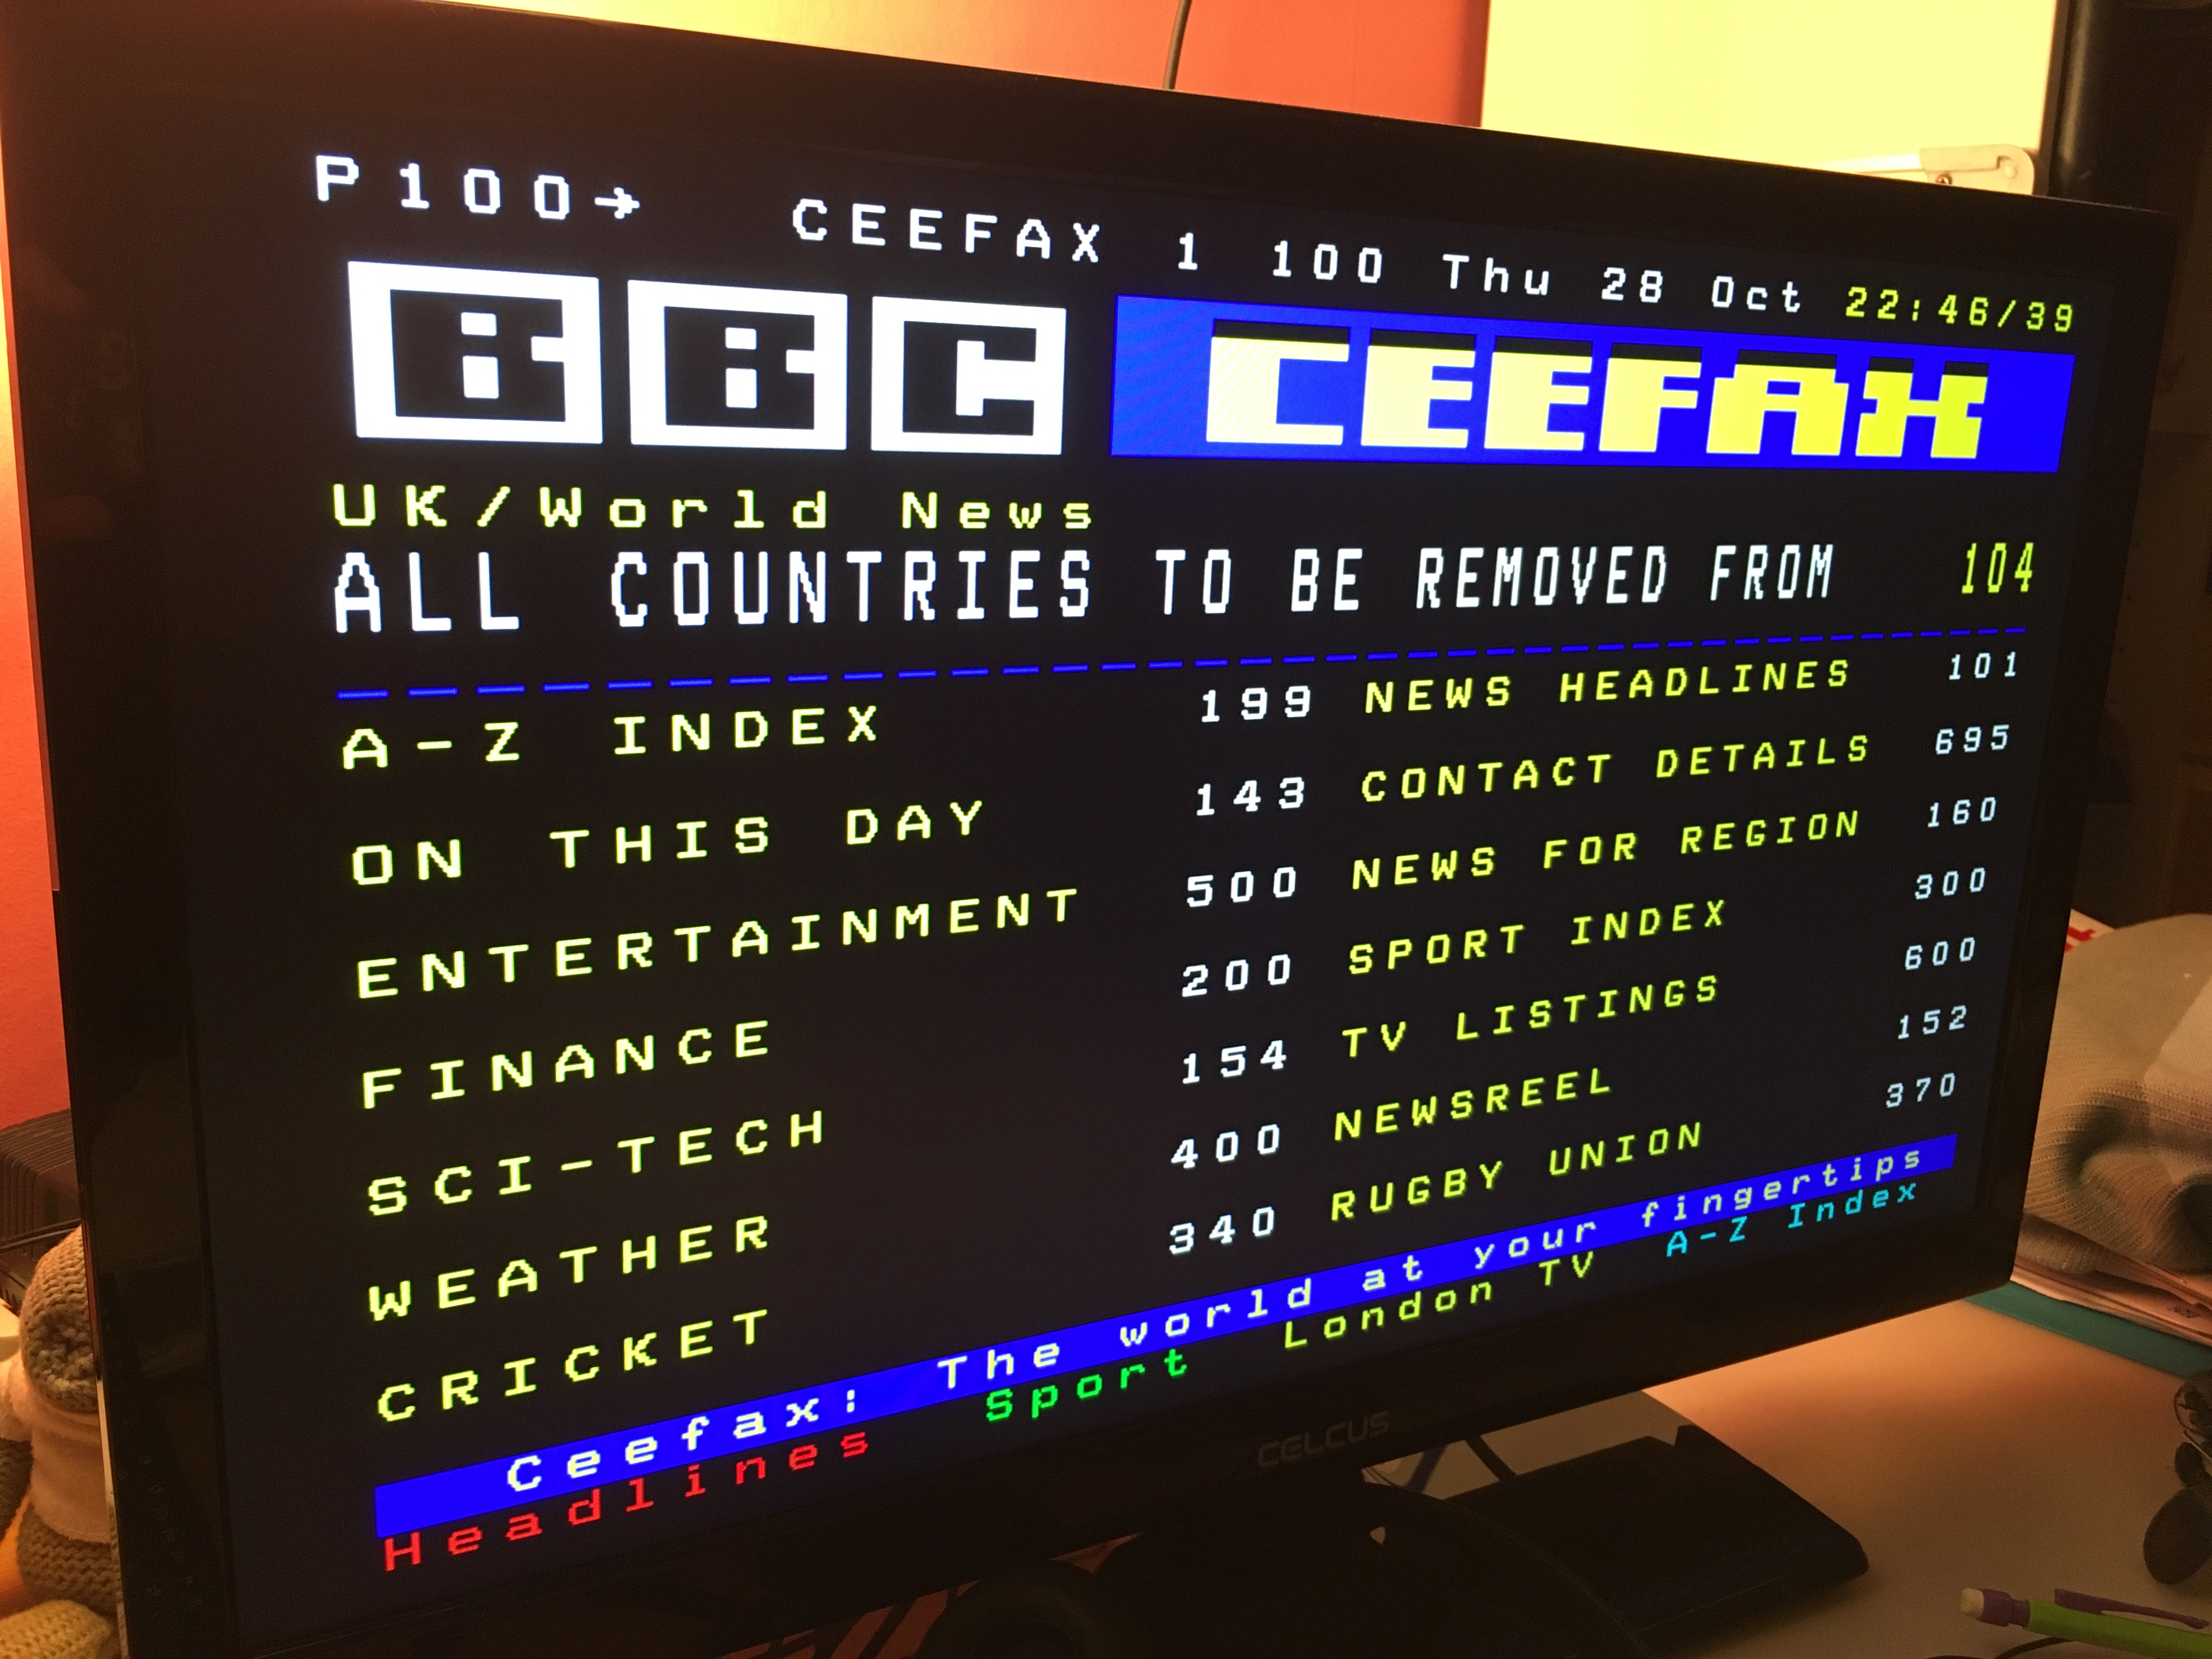 P100→ CEEFAX 1 100 Thu 28 Oct 22:46/39
BBC CEEFAX
UK/World News
ALL COUNTRIES TO BE REMOVED FROM 104
A-Z INDEX 199 NEWS HEADLINES 101
ON THIS DAY 143 CONTACT DETAILS 695
ENTERTAINMENT 500 NEWS FOR REGION 160
FINANCE 200 SPORT INDEX 300
SCI-TECH 154 TV LISTINGS 600
WEATHER 400 NEWSREEL 152
CRICKET 340 RUGBY UNION 370
Ceefax: The world at your fingertips
Headlines Sport London TV A-Z Index
CELCUS